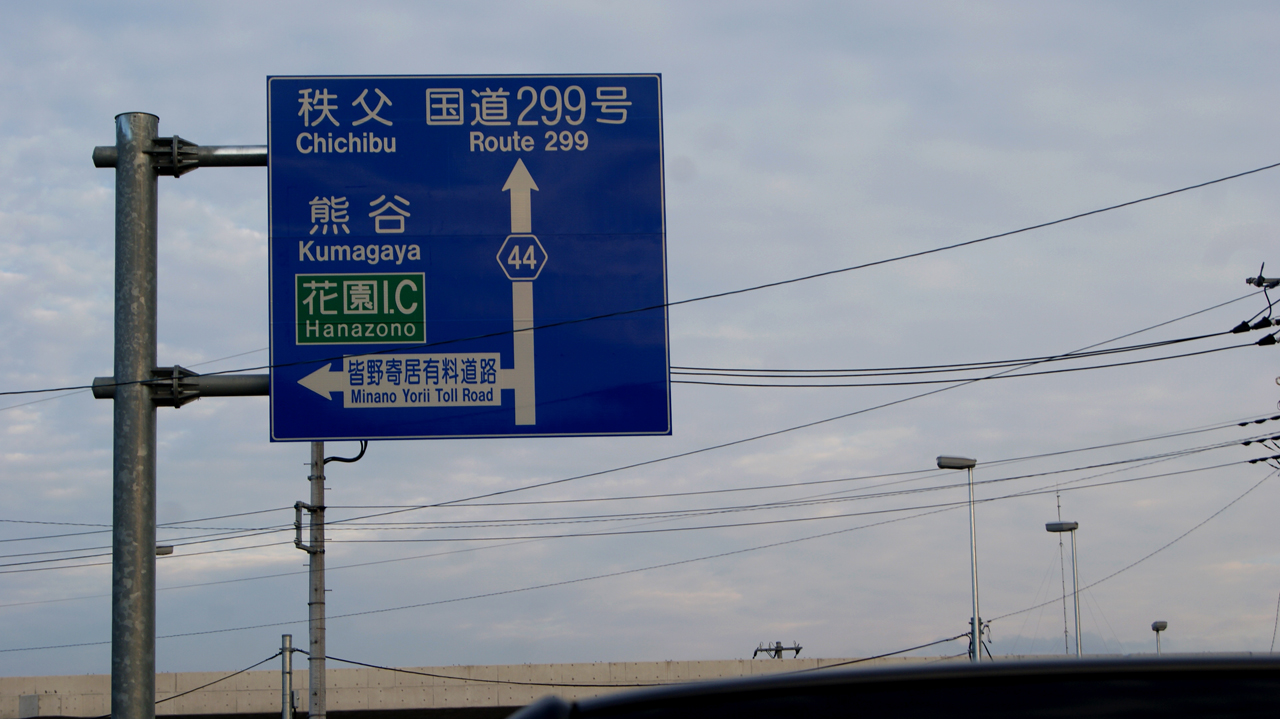 秩父 国道299号
Chichibu Route 299
熊谷
Kumagaya
44
花園I.C
Hanazono
皆野寄居有料道路
Minano Yorii Toll Road